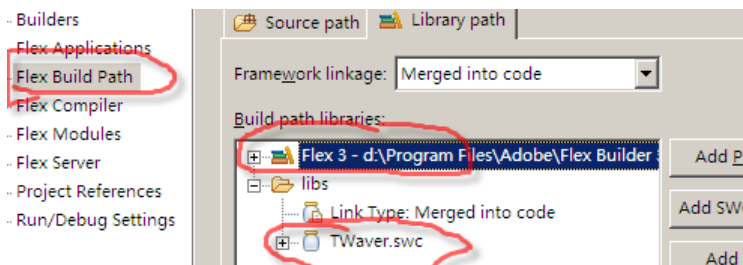 Builders
Flex Applications
Flex Build Path
Flex Compiler
Flex Modules
Flex Server
Project References
Run/Debug Settings
Source path
Library path
Framework linkage: Merged into code
Build path libraries:
Flex 3 - d:\Program Files\Adobe\Flex Builder
libs
Link Type: Merged into code
TWaver.swc
Add P
Add SW
Add